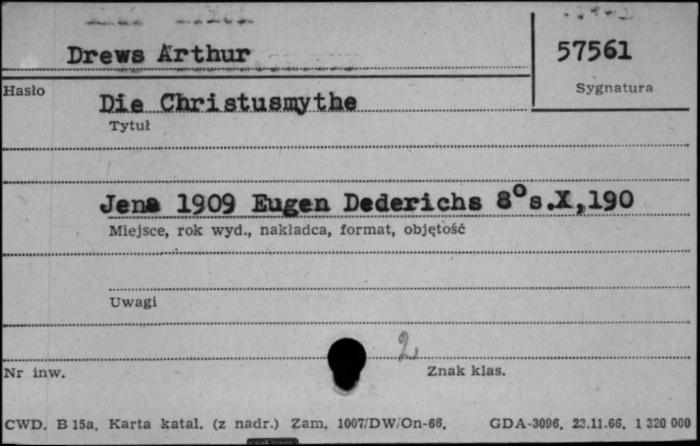 Drews Arthur 57561
Hasło Sygnatura
Die Christusmythe
Tytuł
Jena 1909 Eugen Dederichs 8° s.X,190
Miejsce, rok wyd., nakładca, format, objętość
Uwagi
2
Nr inw. Znak klas.
CWD. B 15a. Karta katal. (z nadr.) Zam. 1007/DW/On-66. GDA-3096. 23.11.66. 1 320 000